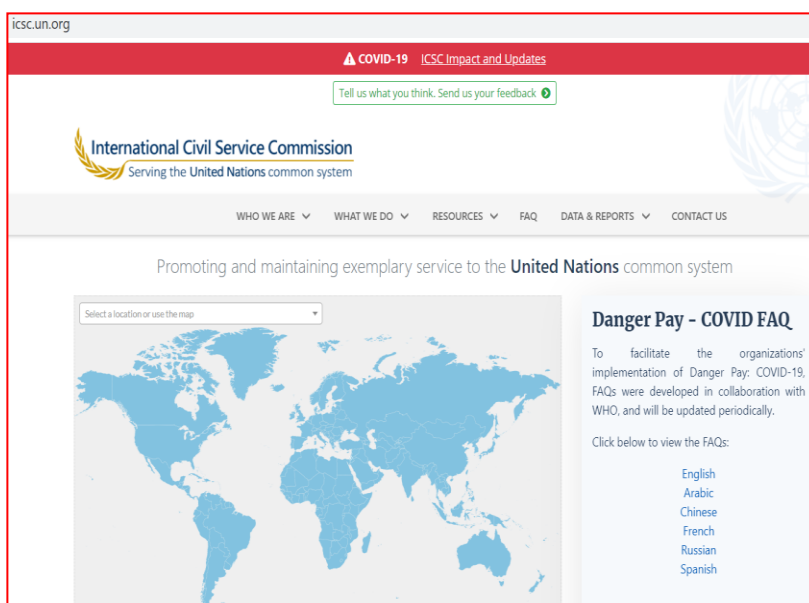 icsc.un.org
COVID-19 ICSC Impact and Updates
Tell us what you think. Send us your feedback
International Civil Service Commission
Serving the United Nations common system
WHO WE ARE WHAT WE DO RESOURCES FAQ DATA & REPORTS CONTACT US
Promoting and maintaining exemplary service to the United Nations common system
Select a location or use the map
Danger Pay - COVID FAQ
To facilitate the organizations'
implementation of Danger Pay: COVID-19,
FAQs were developed in collaboration with
WHO, and will be updated periodically.
Click below to view the FAQs:
English
Arabic
Chinese
French
Russian
Spanish